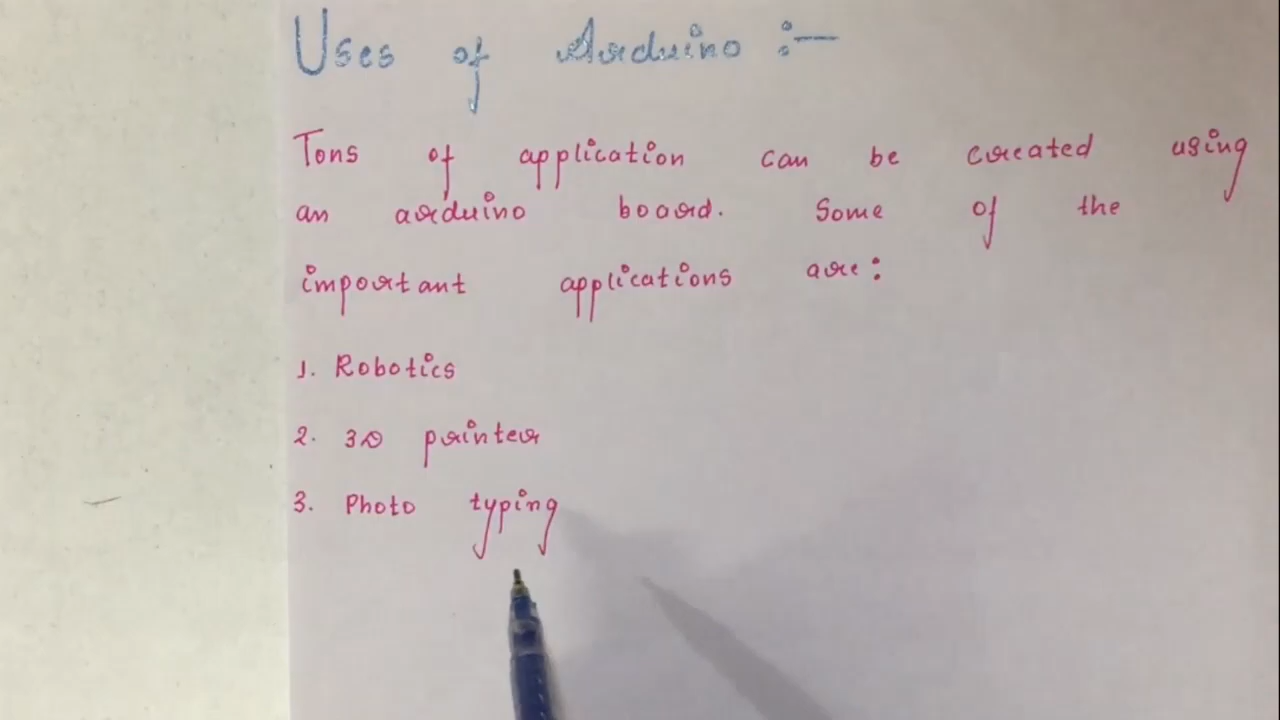 Uses of Arduino :-
Tons of application can be created using
an arduino board. Some of the
important applications are:
1. Robotics
2. 3D printer
3. Photo typing